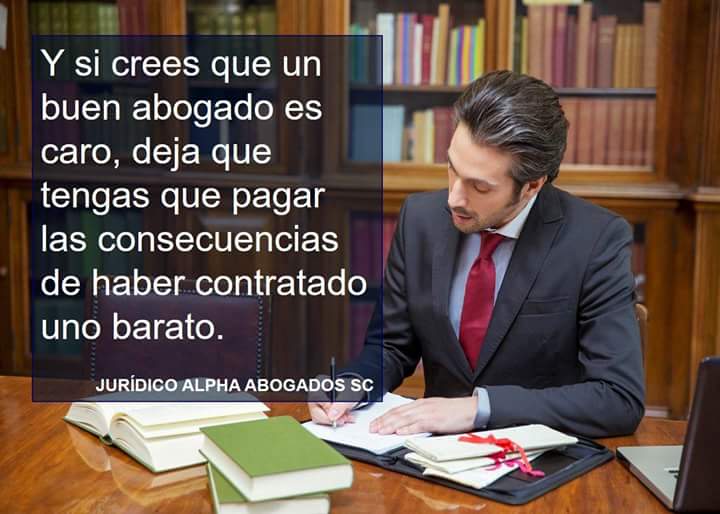 Y si crees que un
buen abogado es
caro, deja que
tengas que pagar
las consecuencias
de haber contratado
uno barato.
JURÍDICO ALPHA ABOGADOS SC